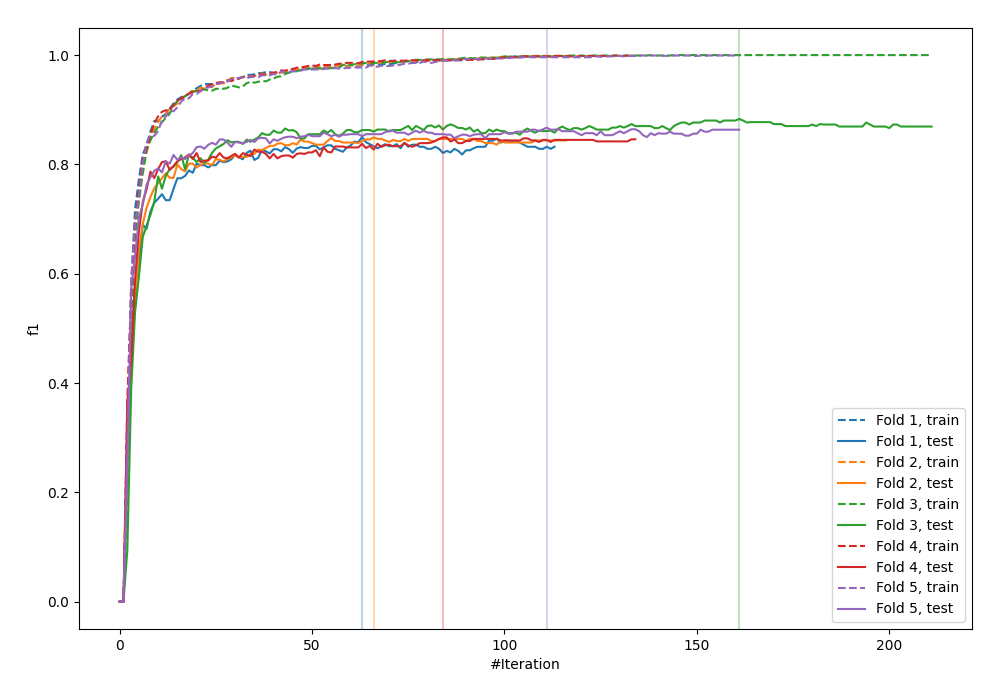 1.0
0.8
0.6
0.4
0.2
0.0
f1
0
50
100
150
200
#Iteration
Fold 1, train
Fold 1, test
Fold 2, train
Fold 2, test
Fold 3, train
Fold 3, test
Fold 4, train
Fold 4, test
Fold 5, train
Fold 5, test